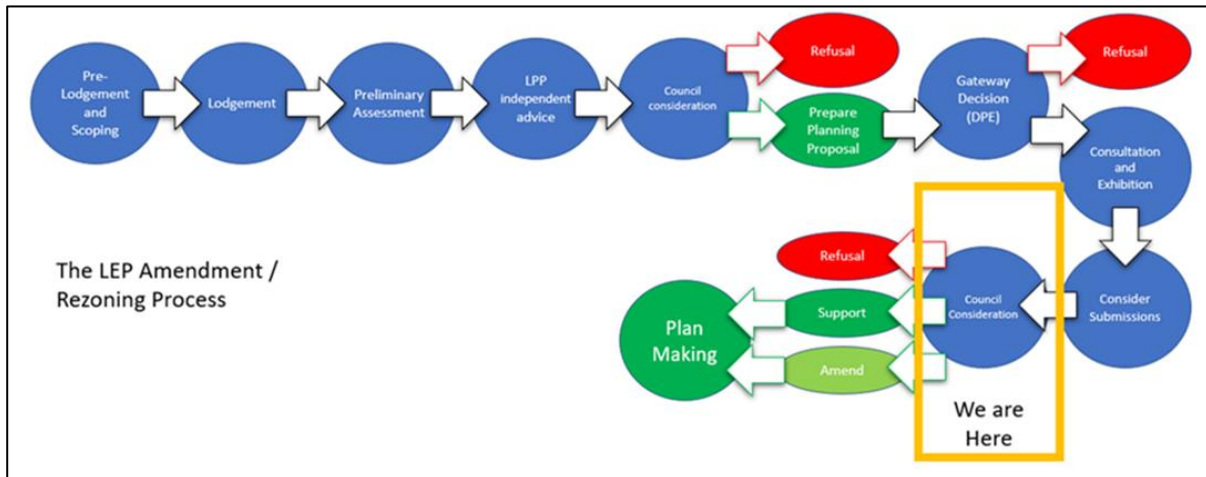 Pre-
Lodgement
and
Scoping
Lodgement
Preliminary
Assessment
LPP
independent
advice
Council
consideration
Refusal
Prepare
Planning
Proposal
Gateway
Decision
(DPE)
Refusal
Consultation
and
Exhibition
Consider
Submissions
Council
Consideration
Refusal
Support
Amend
Plan
Making
We are
Here
The LEP Amendment /
Rezoning Process